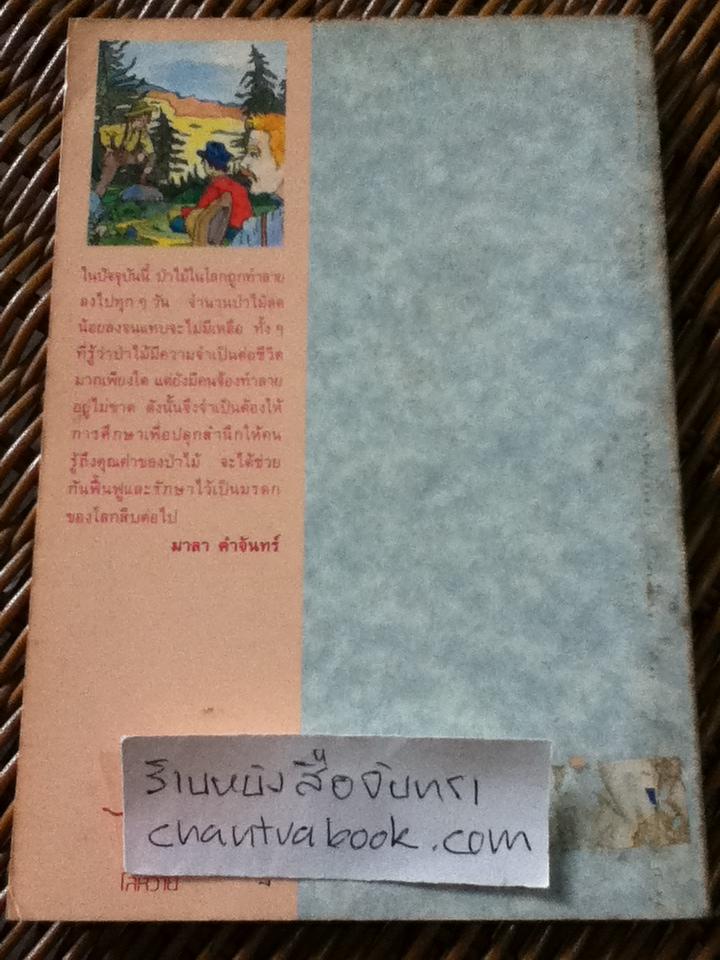 ในปัจจุบันนี้ ป่าไม้ในโลกถูกทำลาย
ลงไปทุก ๆ วัน จำนวนป่าไม้ลด
น้อยลงจนแทบจะไม่มีเหลือ ทั้ง ๆ
ที่รู้ว่าป่าไม้มีความจำเป็นต่อชีวิต
มากเพียงใด แต่ยังมีคนจ้องทำลาย
อยู่ไม่ขาด ดังนั้นจึงจำเป็นต้องให้
การศึกษาเพื่อปลุกสำนึกให้คน
รู้ถึงคุณค่าของป่าไม้ จะได้ช่วย
กันฟื้นฟูและรักษาไว้เป็นมรดก
ของโลกสืบต่อไป
มาลา คำจันทร์
ร้านหนังสือจันทรา
chantrabook.com